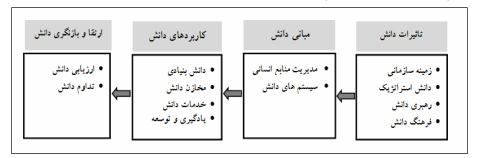 تاثیرات دانش
زمینه سازمانی
دانش استراتژیک
رهبری دانش
فرهنگ دانش
مبانی دانش
مدیریت منابع انسانی
سیستم های دانش
کاربردهای دانش
دانش بنیادی
مخازن دانش
خدمات دانش
یادگیری و توسعه
ارتقا و بازنگری دانش
ارزیابی دانش
تداوم دانش